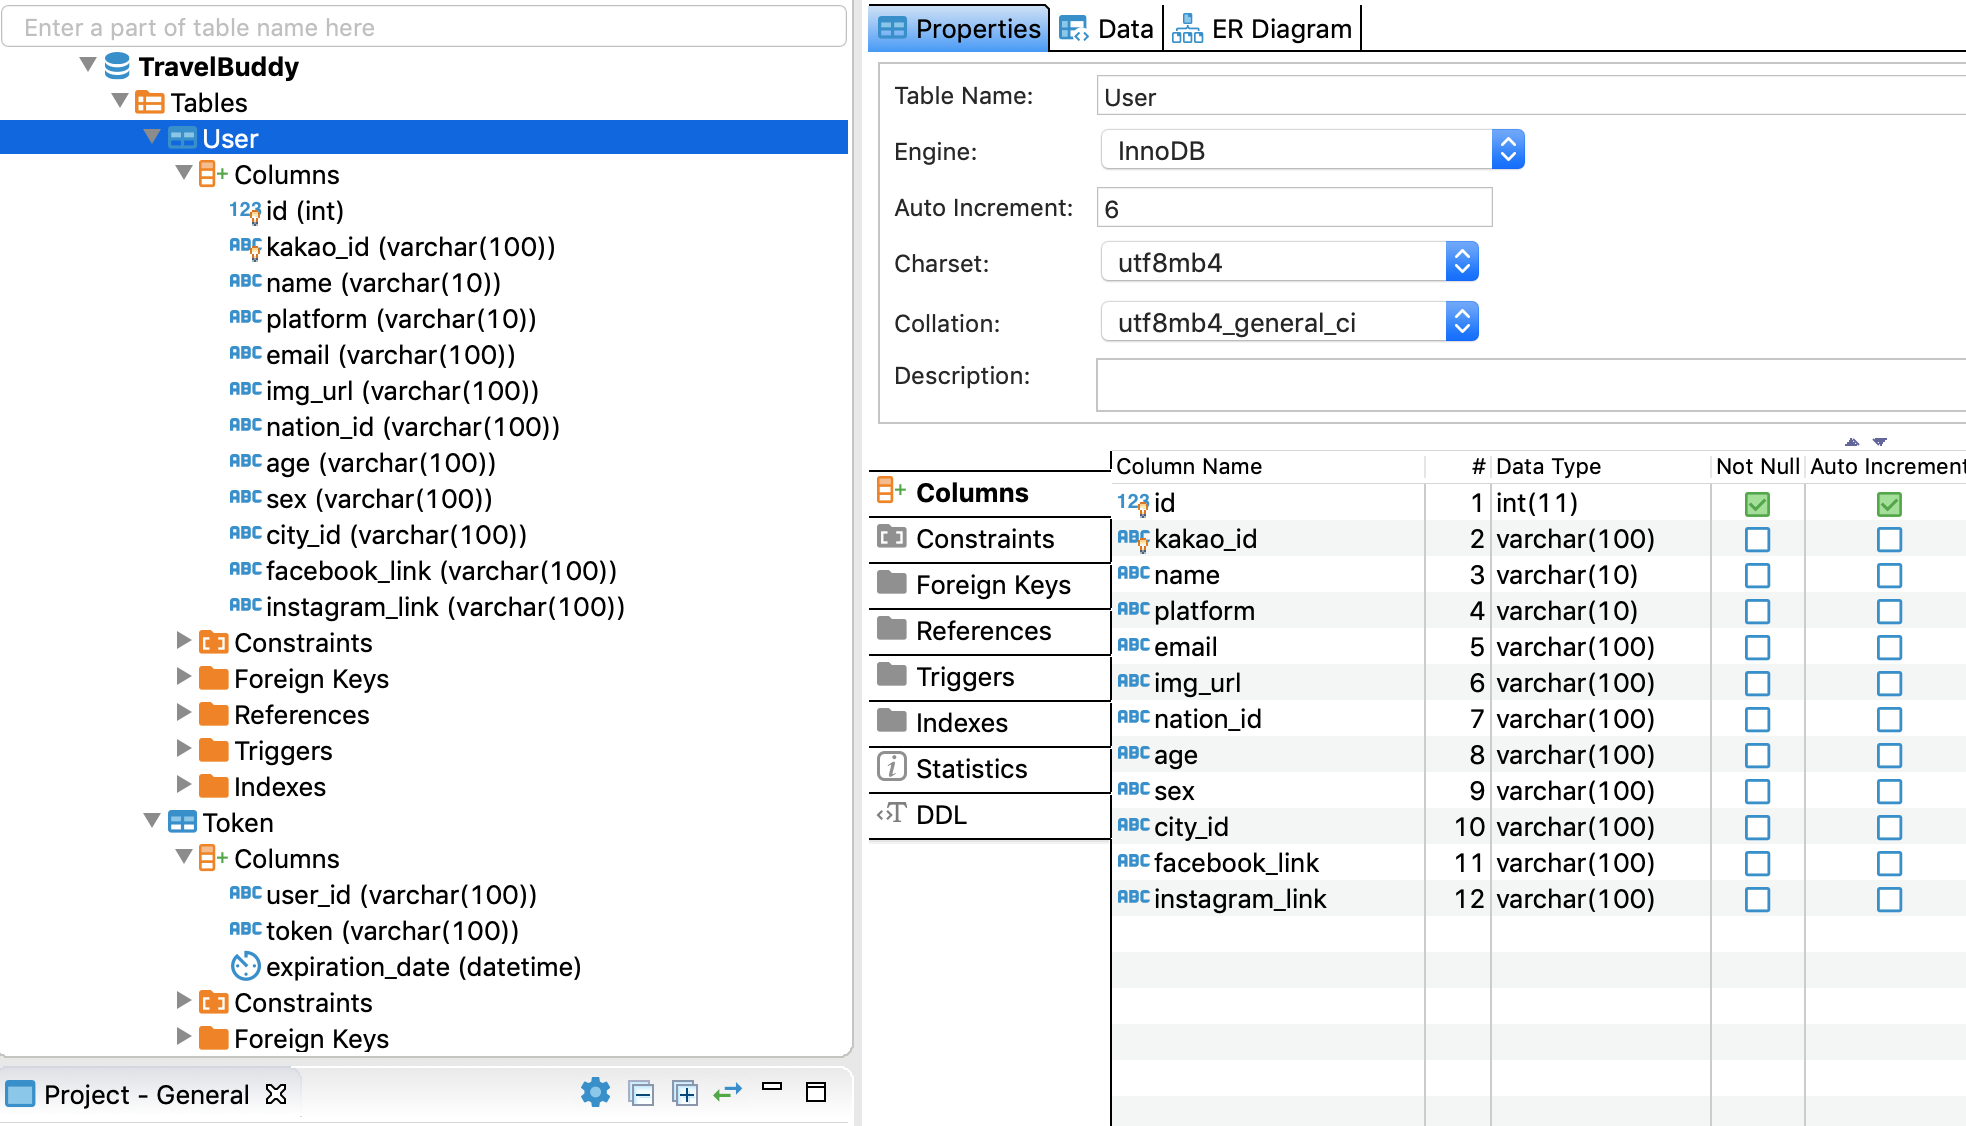 Enter a part of table name here
TravelBuddy
Tables
User
Columns
123 id (int)
ABC kakao_id (varchar(100))
ABC name (varchar(10))
ABC platform (varchar(10))
ABC email (varchar(100))
ABC img_url (varchar(100))
ABC nation_id (varchar(100))
ABC age (varchar(100))
ABC sex (varchar(100))
ABC city_id (varchar(100))
ABC facebook_link (varchar(100))
ABC instagram_link (varchar(100))
Constraints
Foreign Keys
References
Triggers
Indexes
Token
Columns
ABC user_id (varchar(100))
ABC token (varchar(100))
expiration_date (datetime)
Constraints
Foreign Keys
Project - General
Properties Data ER Diagram
Table Name: User
Engine: InnoDB
Auto Increment: 6
Charset: utf8mb4
Collation: utf8mb4_general_ci
Description:
Columns
Constraints
Foreign Keys
References
Triggers
Indexes
Statistics
DDL
Column Name # Data Type Not Null Auto Increment
123 id 1 int(11)
ABC kakao_id 2 varchar(100)
ABC name 3 varchar(10)
ABC platform 4 varchar(10)
ABC email 5 varchar(100)
ABC img_url 6 varchar(100)
ABC nation_id 7 varchar(100)
ABC age 8 varchar(100)
ABC sex 9 varchar(100)
ABC city_id 10 varchar(100)
ABC facebook_link 11 varchar(100)
ABC instagram_link 12 varchar(100)